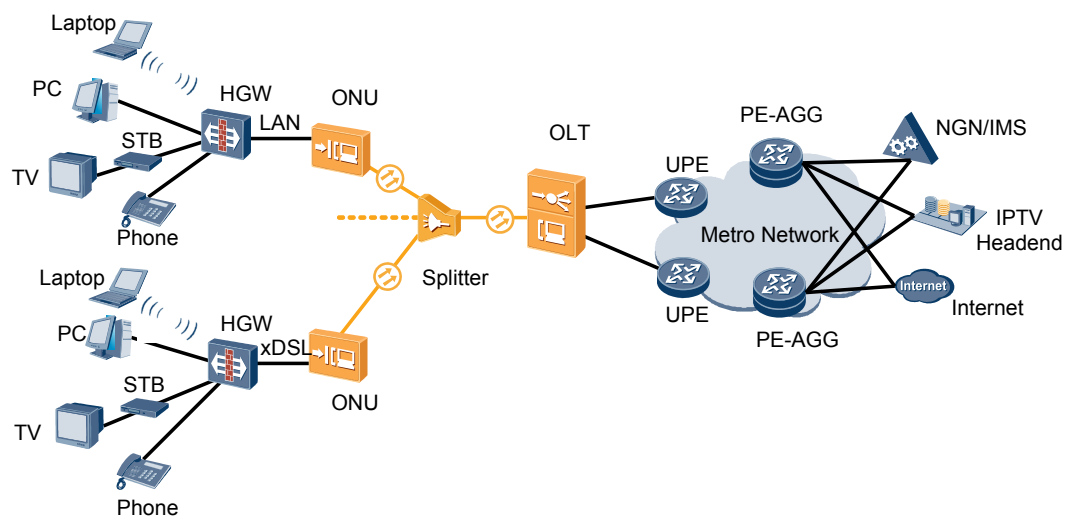 Laptop
PC
HGW
LAN
ONU
STB
TV
Phone
Splitter
OLT
UPE
PE-AGG
NGN/IMS
Metro Network
IPTV
Headend
Internet
Internet
UPE
PE-AGG
Laptop
PC
HGW
xDSL
ONU
STB
TV
Phone